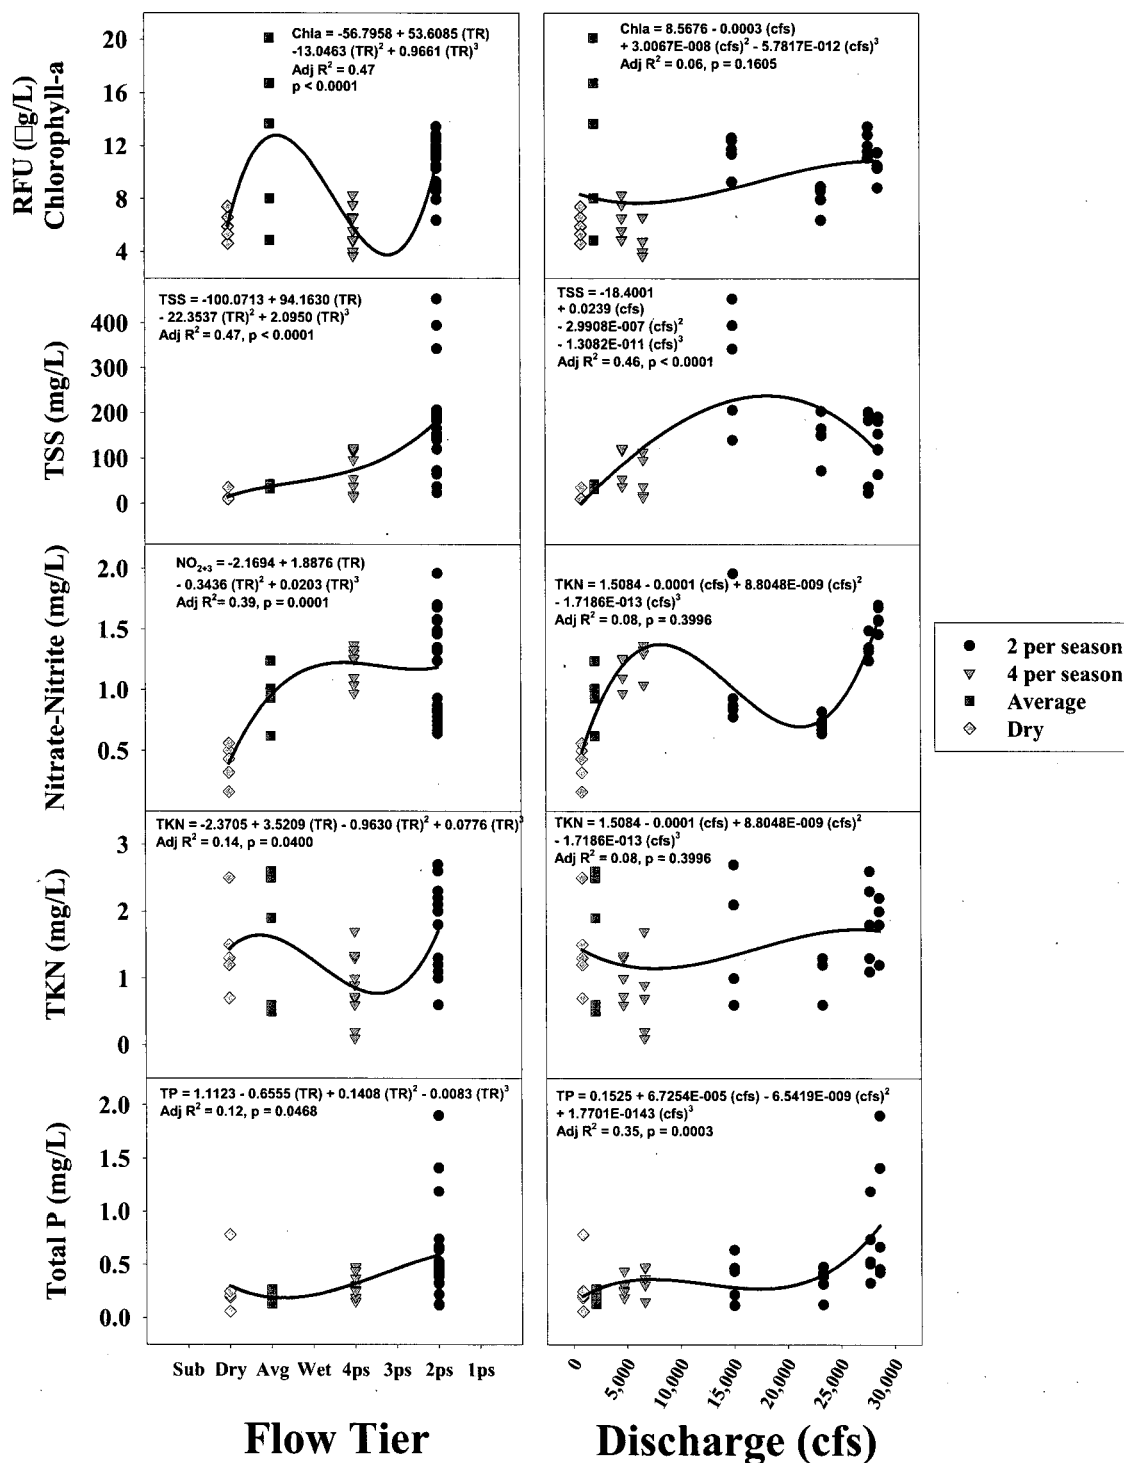 RFU (□g/L)
Chlorophyll-a
20
16
12
8
4
Chla = -56.7958 + 53.6085 (TR)
-13.0463 (TR)² + 0.9661 (TR)³
Adj R² = 0.47
p < 0.0001
Chla = 8.5676 - 0.0003 (cfs)
+ 3.0067E-008 (cfs)² - 5.7817E-012 (cfs)³
Adj R² = 0.06, p = 0.1605
TSS (mg/L)
400
300
200
100
0
TSS = -100.0713 + 94.1630 (TR)
- 22.3537 (TR)² + 2.0950 (TR)³
Adj R² = 0.47, p < 0.0001
TSS = -18.4001
+ 0.0239 (cfs)
- 2.9908E-007 (cfs)²
- 1.3082E-011 (cfs)³
Adj R² = 0.46, p < 0.0001
Nitrate-Nitrite (mg/L)
2.0
1.5
1.0
0.5
NO₂₊₃ = -2.1694 + 1.8876 (TR)
- 0.3436 (TR)² + 0.0203 (TR)³
Adj R² = 0.39, p = 0.0001
TKN = 1.5084 - 0.0001 (cfs) + 8.8048E-009 (cfs)²
- 1.7186E-013 (cfs)³
Adj R² = 0.08, p = 0.3996
2 per season
4 per season
Average
Dry
TKN (mg/L)
3
2
1
0
TKN = -2.3705 + 3.5209 (TR) - 0.9630 (TR)² + 0.0776 (TR)³
Adj R² = 0.14, p = 0.0400
TKN = 1.5084 - 0.0001 (cfs) + 8.8048E-009 (cfs)²
- 1.7186E-013 (cfs)³
Adj R² = 0.08, p = 0.3996
Total P (mg/L)
2.0
1.5
1.0
0.5
0.0
TP = 1.1123 - 0.6555 (TR) + 0.1408 (TR)² - 0.0083 (TR)³
Adj R² = 0.12, p = 0.0468
TP = 0.1525 + 6.7254E-005 (cfs) - 6.5419E-009 (cfs)²
+ 1.7701E-0143 (cfs)³
Adj R² = 0.35, p = 0.0003
Sub Dry Avg Wet 4ps 3ps 2ps 1ps
0 5,000 10,000 15,000 20,000 25,000 30,000
Flow Tier
Discharge (cfs)